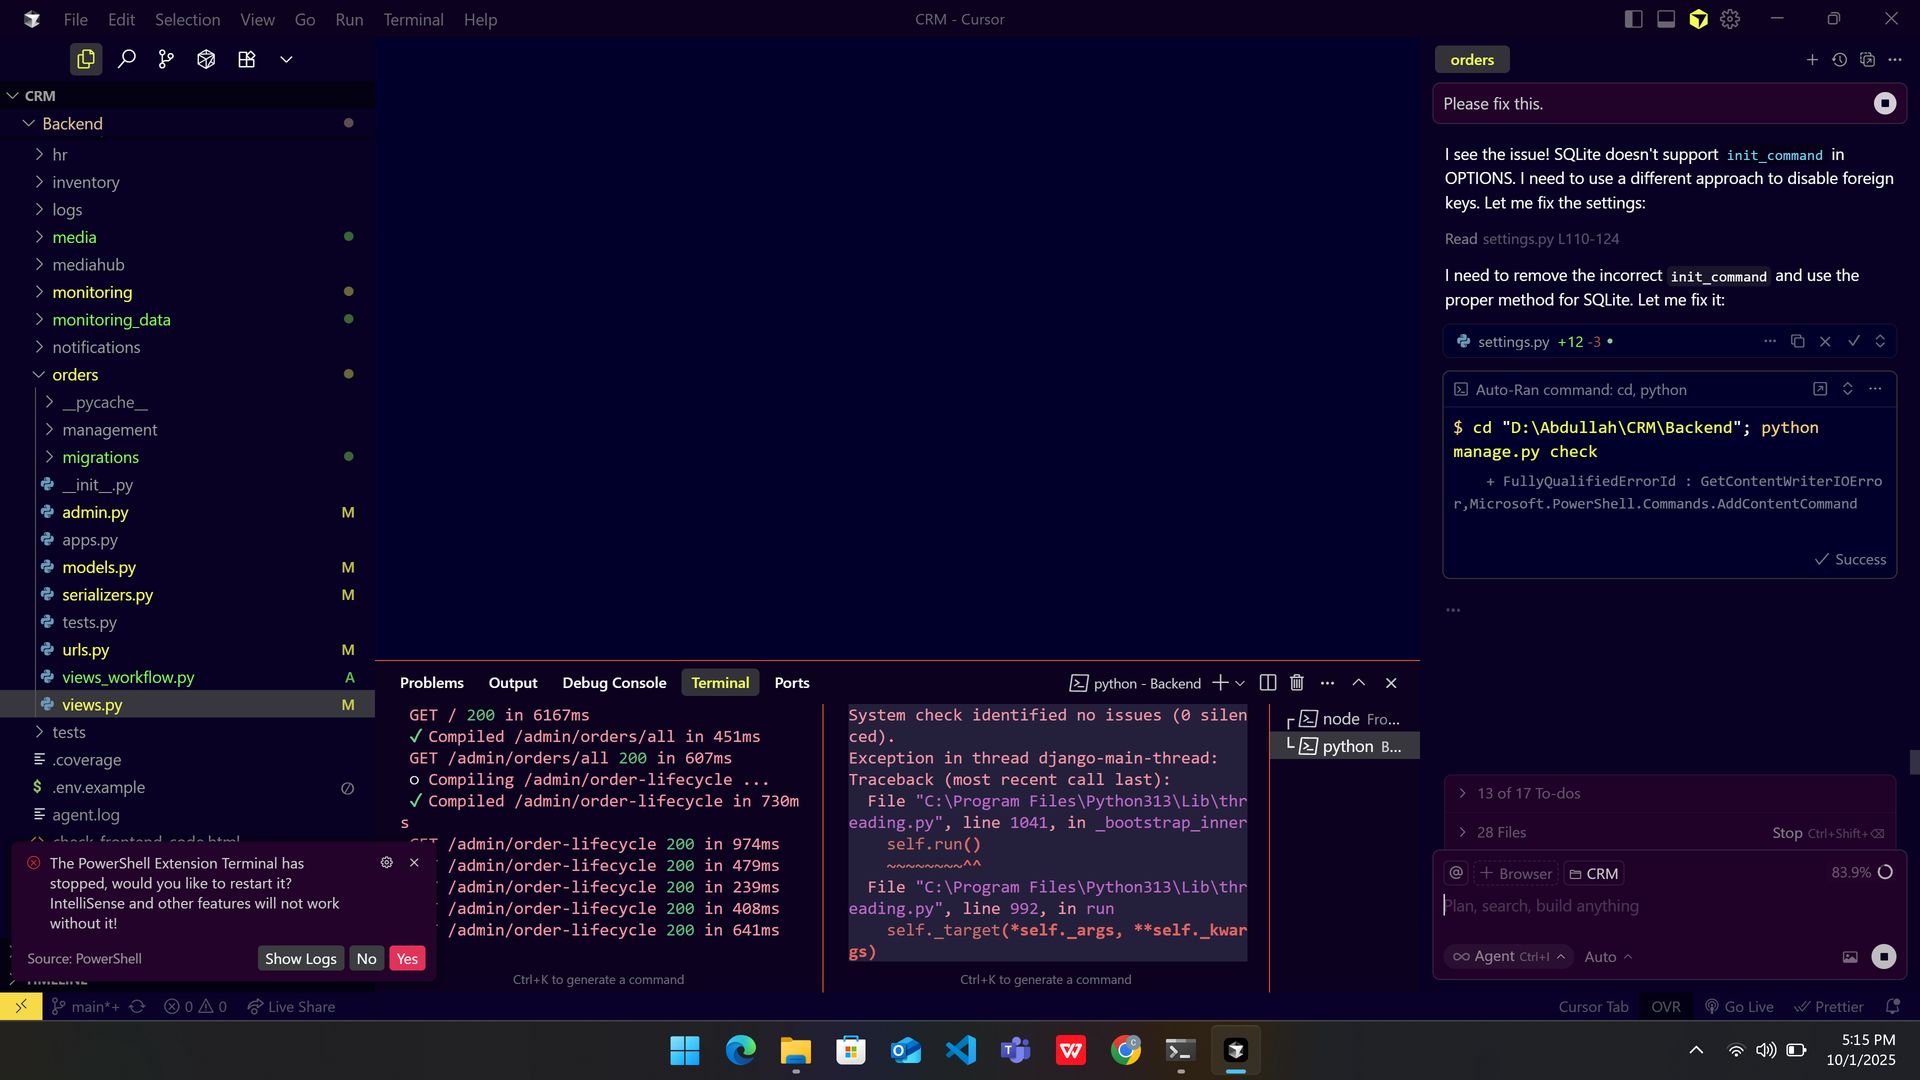 File Edit Selection View Go Run Terminal Help
CRM - Cursor
CRM
Backend
hr
inventory
logs
media
mediahub
monitoring
monitoring_data
notifications
orders
__pycache__
management
migrations
__init__.py
admin.py M
apps.py
models.py M
serializers.py M
tests.py
urls.py M
views_workflow.py A
views.py M
tests
.coverage
$ .env.example
agent.log
The PowerShell Extension Terminal has
stopped, would you like to restart it?
IntelliSense and other features will not work
without it!
Source: PowerShell
Show Logs No Yes
Problems Output Debug Console Terminal Ports
python - Backend
GET / 200 in 6167ms
✓ Compiled /admin/orders/all in 451ms
GET /admin/orders/all 200 in 607ms
○ Compiling /admin/order-lifecycle ...
✓ Compiled /admin/order-lifecycle in 730m
s
/admin/order-lifecycle 200 in 974ms
/admin/order-lifecycle 200 in 479ms
/admin/order-lifecycle 200 in 239ms
/admin/order-lifecycle 200 in 408ms
/admin/order-lifecycle 200 in 641ms
Ctrl+K to generate a command
System check identified no issues (0 silen
ced).
Exception in thread django-main-thread:
Traceback (most recent call last):
File "C:\Program Files\Python313\Lib\thr
eading.py", line 1041, in _bootstrap_inner
self.run()
~~~~~~~~^^
File "C:\Program Files\Python313\Lib\thr
eading.py", line 992, in run
self._target(*self._args, **self._kwar
gs)
Ctrl+K to generate a command
node Fro...
python B...
orders
Please fix this.
I see the issue! SQLite doesn't support init_command in
OPTIONS. I need to use a different approach to disable foreign
keys. Let me fix the settings:
Read settings.py L110-124
I need to remove the incorrect init_command and use the
proper method for SQLite. Let me fix it:
settings.py +12 -3
Auto-Ran command: cd, python
$ cd "D:\Abdullah\CRM\Backend"; python
manage.py check
+ FullyQualifiedErrorId : GetContentWriterIOErro
r,Microsoft.PowerShell.Commands.AddContentCommand
Success
13 of 17 To-dos
28 Files
Stop Ctrl+Shift+⌫
@ + Browser CRM 83.9%
Plan, search, build anything
Agent Ctrl+I Auto
main*+ 0 0 Live Share
Cursor Tab OVR Go Live Prettier
5:15 PM
10/1/2025